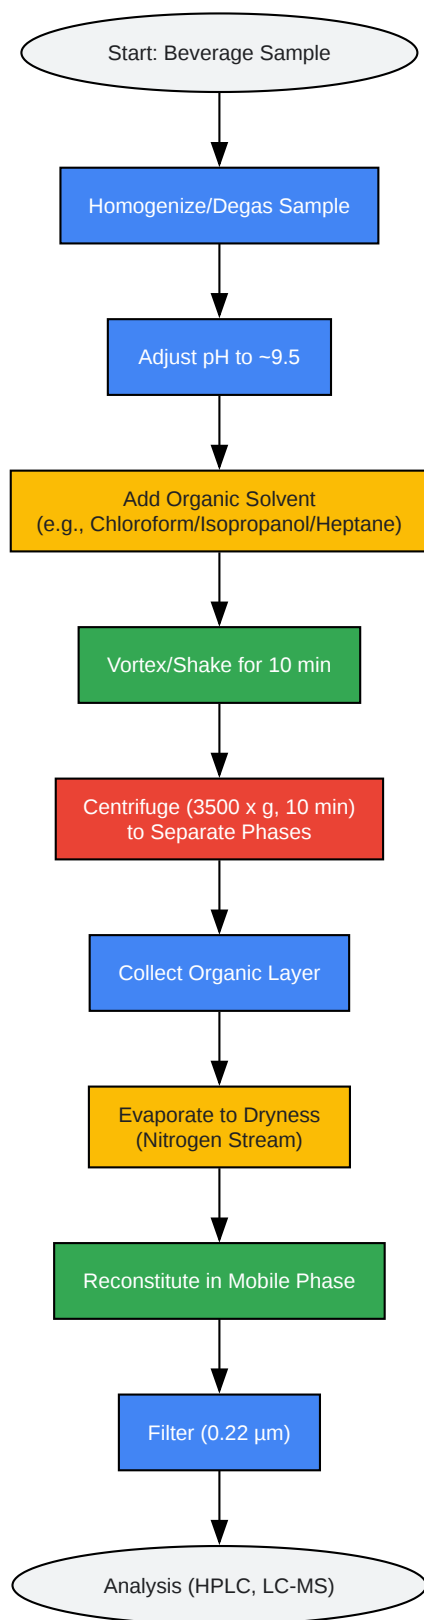 Start: Beverage Sample
Homogenize/Degas Sample
Adjust pH to ~9.5
Add Organic Solvent
(e.g., Chloroform/Isopropanol/Heptane)
Vortex/Shake for 10 min
Centrifuge (3500 x g, 10 min)
to Separate Phases
Collect Organic Layer
Evaporate to Dryness
(Nitrogen Stream)
Reconstitute in Mobile Phase
Filter (0.22 µm)
Analysis (HPLC, LC-MS)